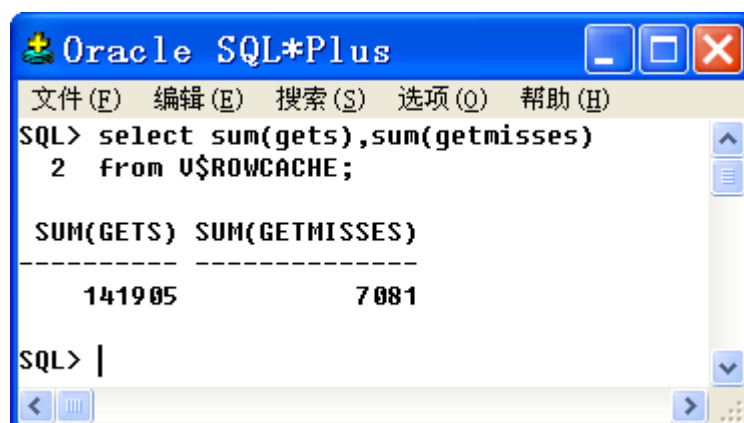 Oracle SQL*Plus
文件(F) 编辑(E) 搜索(S) 选项(O) 帮助(H)
SQL> select sum(gets),sum(getmisses)
  2  from V$ROWCACHE;
 SUM(GETS) SUM(GETMISSES)
---------- --------------
    141905           7081
SQL>